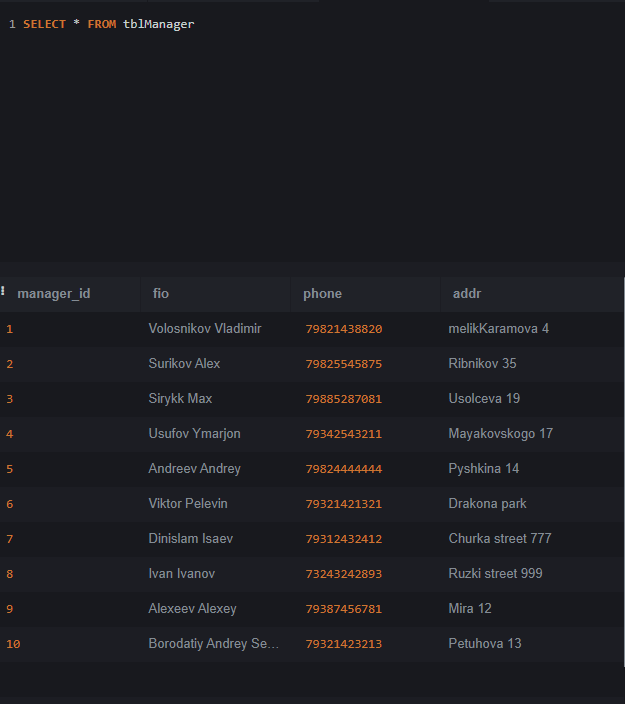 1 SELECT * FROM tblManager
manager_id fio phone addr
1 Volosnikov Vladimir 79821438820 melikKaramova 4
2 Surikov Alex 79825545875 Ribnikov 35
3 Sirykk Max 79885287081 Usolceva 19
4 Usufov Ymarjon 79342543211 Mayakovskogo 17
5 Andreev Andrey 79824444444 Pyshkina 14
6 Viktor Pelevin 79321421321 Drakona park
7 Dinislam Isaev 79312432412 Churka street 777
8 Ivan Ivanov 73243242893 Ruzki street 999
9 Alexeev Alexey 79387456781 Mira 12
10 Borodatiy Andrey Se... 79321423213 Petuhova 13